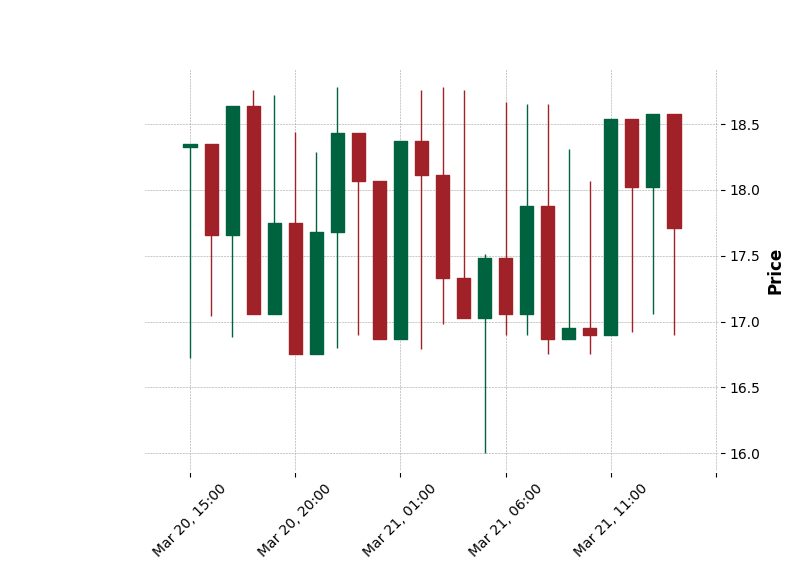 18.5
18.0
17.5
17.0
16.5
16.0
Price
Mar 20, 15:00
Mar 20, 20:00
Mar 21, 01:00
Mar 21, 06:00
Mar 21, 11:00